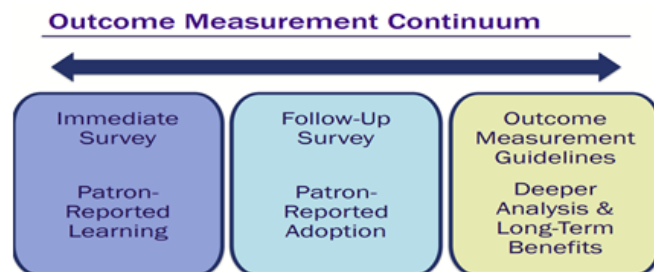 Outcome Measurement Continuum
Immediate
Survey
Patron-
Reported
Learning
Follow-Up
Survey
Patron-
Reported
Adoption
Outcome
Measurement
Guidelines
Deeper
Analysis &
Long-Term
Benefits